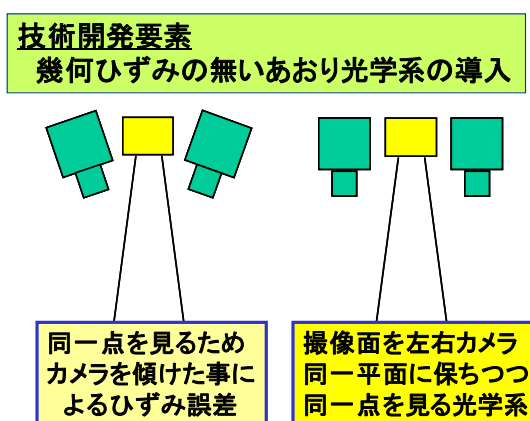 技術開発要素
幾何ひずみの無いあおり光学系の導入
同一点を見るため
カメラを傾けた事に
よるひずみ誤差
撮像面を左右カメラ
同一平面に保ちつつ
同一点を見る光学系